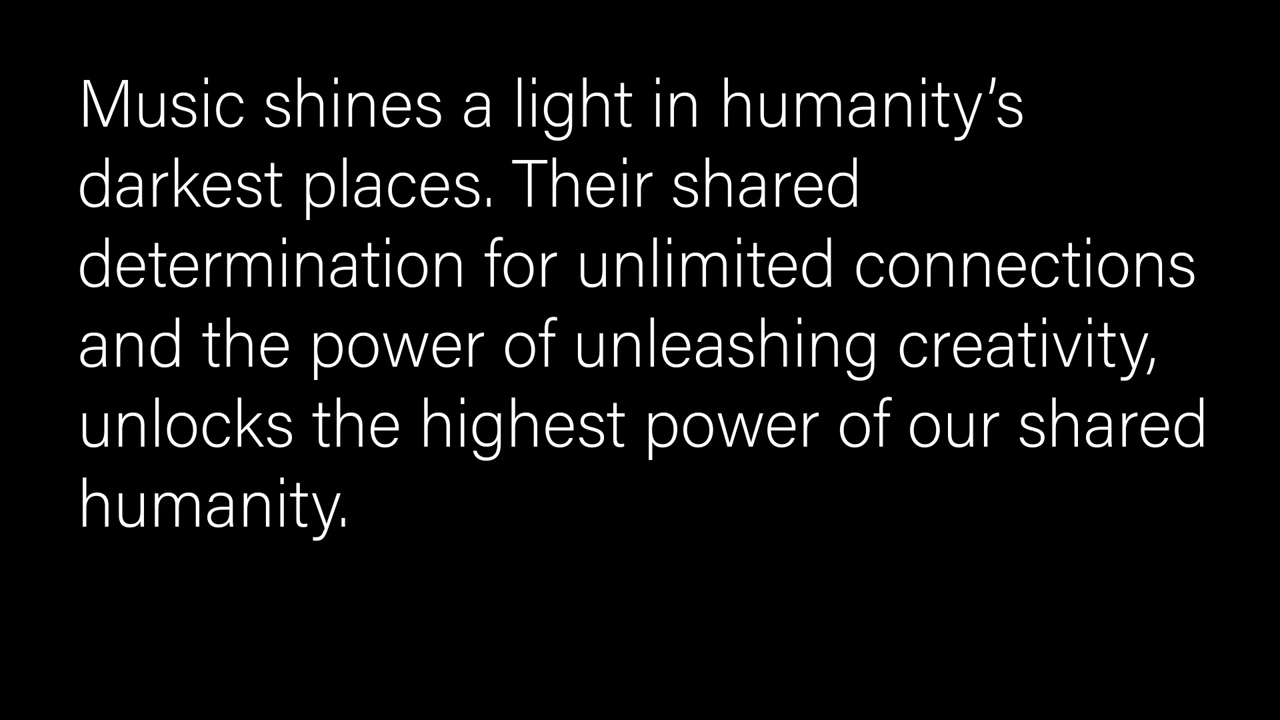 Music shines a light in humanity’s
darkest places. Their shared
determination for unlimited connections
and the power of unleashing creativity,
unlocks the highest power of our shared
humanity.